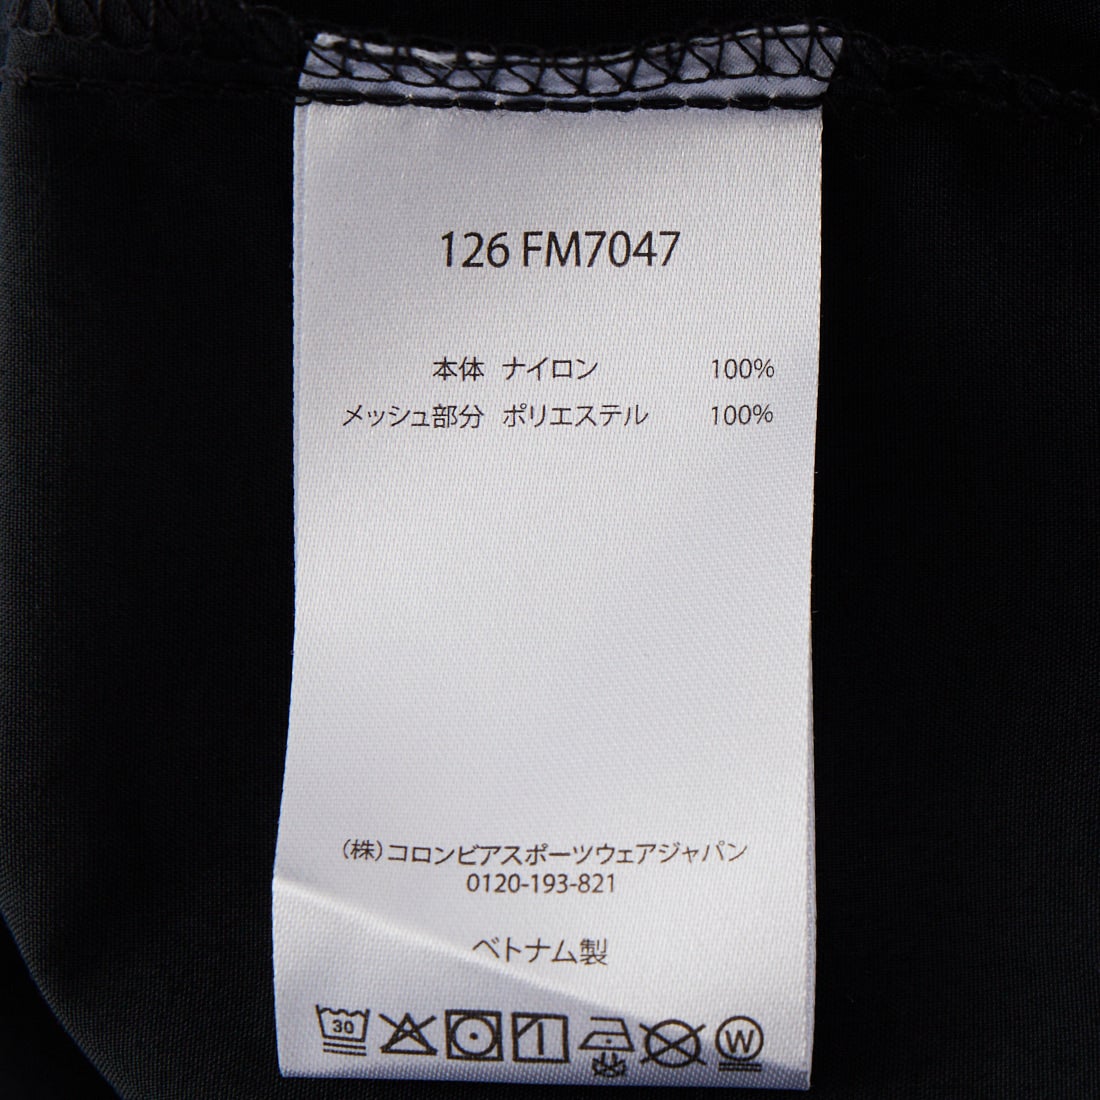 126 FM7047
本体 ナイロン 100%
メッシュ部分 ポリエステル 100%
(株)コロンビアスポーツウェアジャパン
0120-193-821
ベトナム製
30
W